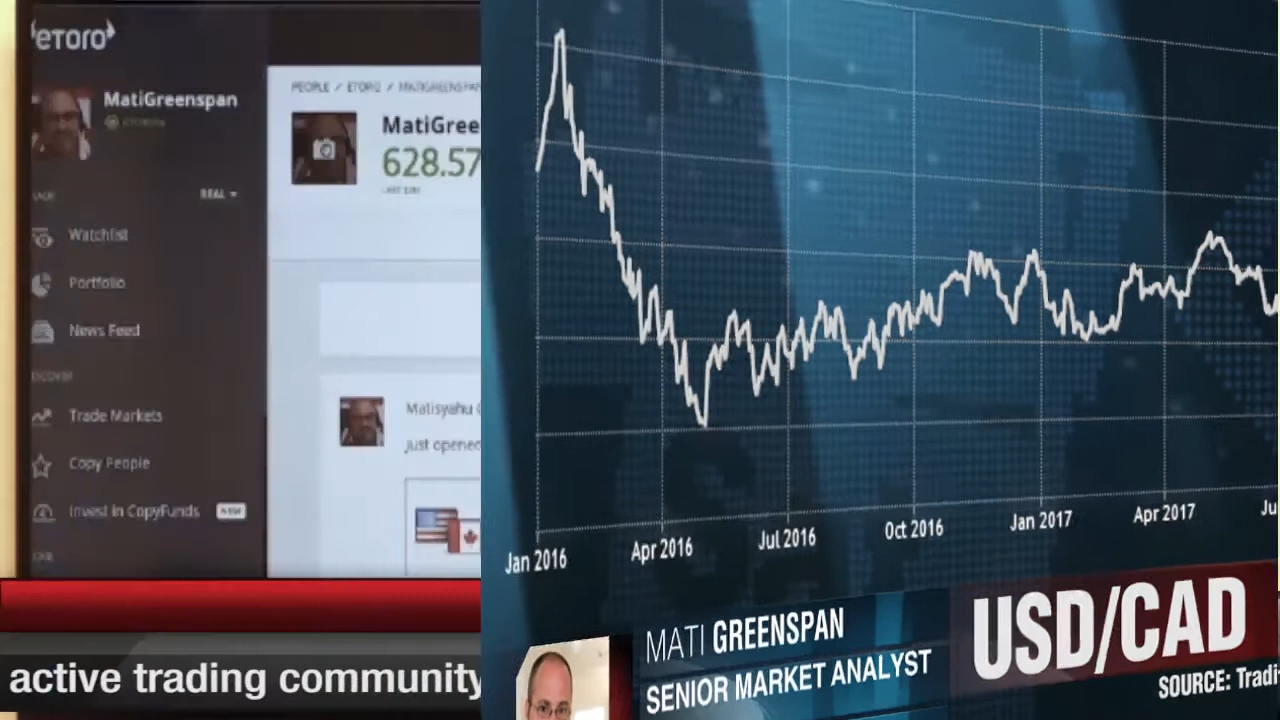 eTORO
MatiGreenspan
REAL
Watchlist
Portfolio
News Feed
Trade Markets
Copy People
Invest in CopyFunds NEW
PEOPLE / ETORO / MATIGREENSPAN
MatiGree
628.57
Matisyahu
Just opened
active trading community
Jan 2016
Apr 2016
Jul 2016
Oct 2016
Jan 2017
Apr 2017
Ju
MATI GREENSPAN
SENIOR MARKET ANALYST
USD/CAD
SOURCE: Tradi